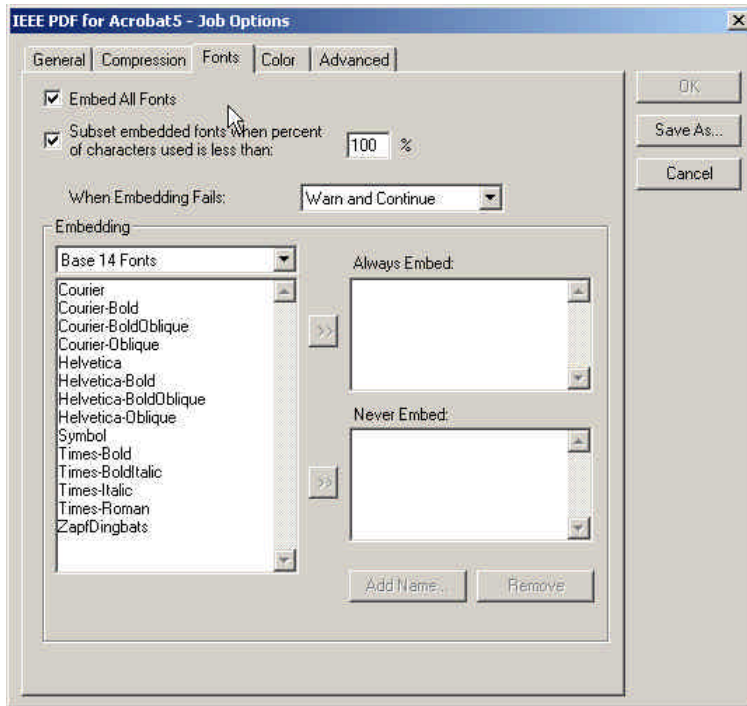 IEEE PDF for Acrobat5 - Job Options
General Compression Fonts Color Advanced
Embed All Fonts
Subset embedded fonts when percent
of characters used is less than: 100 %
When Embedding Fails: Warn and Continue
OK
Save As...
Cancel
Embedding
Base 14 Fonts
Courier
Courier-Bold
Courier-BoldOblique
Courier-Oblique
Helvetica
Helvetica-Bold
Helvetica-BoldOblique
Helvetica-Oblique
Symbol
Times-Bold
Times-BoldItalic
Times-Italic
Times-Roman
ZapfDingbats
>>
>>
Always Embed:
Never Embed:
Add Name... Remove